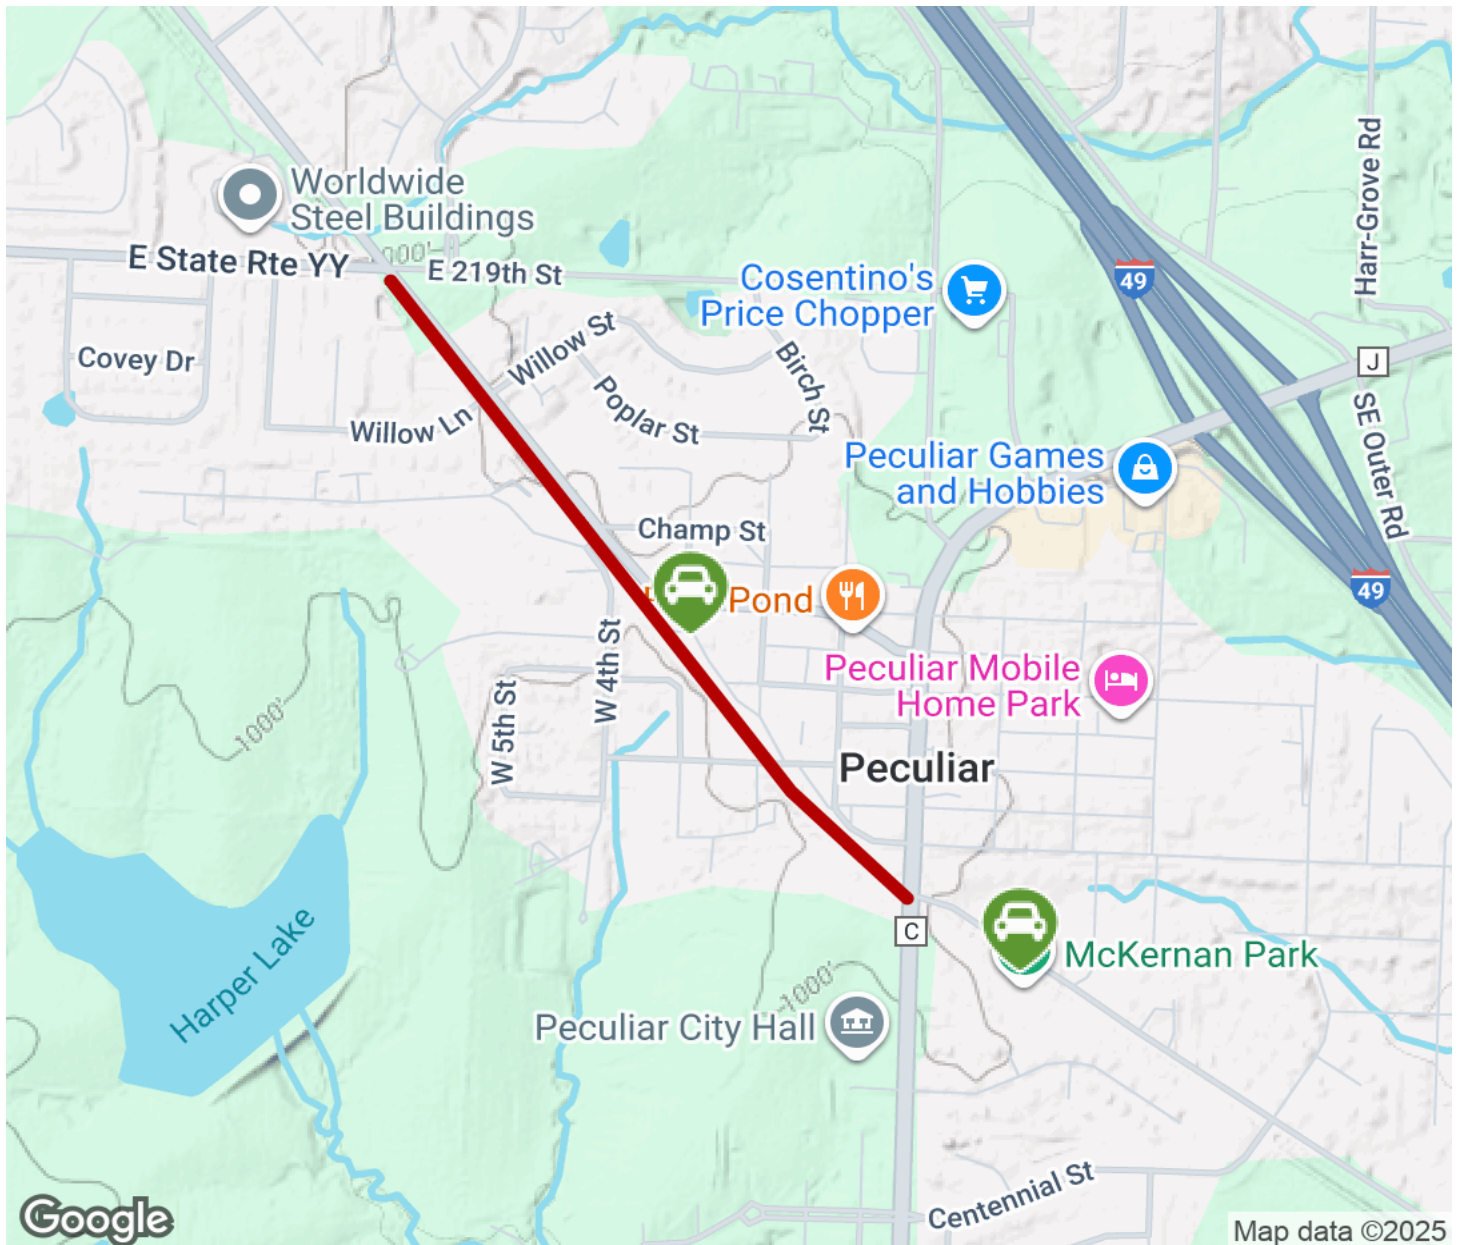 Worldwide
Steel Buildings
E State Rte YY
1000'
E 219th St
Cosentino's
Price Chopper
49
Harr-Grove Rd
J
Covey Dr
Willow St
Birch St
Poplar St
Willow Ln
SE Outer Rd
Peculiar Games
and Hobbies
Champ St
Pond
49
W 4th St
Peculiar Mobile
Home Park
W 5th St
1000'
Peculiar
Harper Lake
C
McKernan Park
1000'
Peculiar City Hall
Centennial St
Google
Map data ©2025